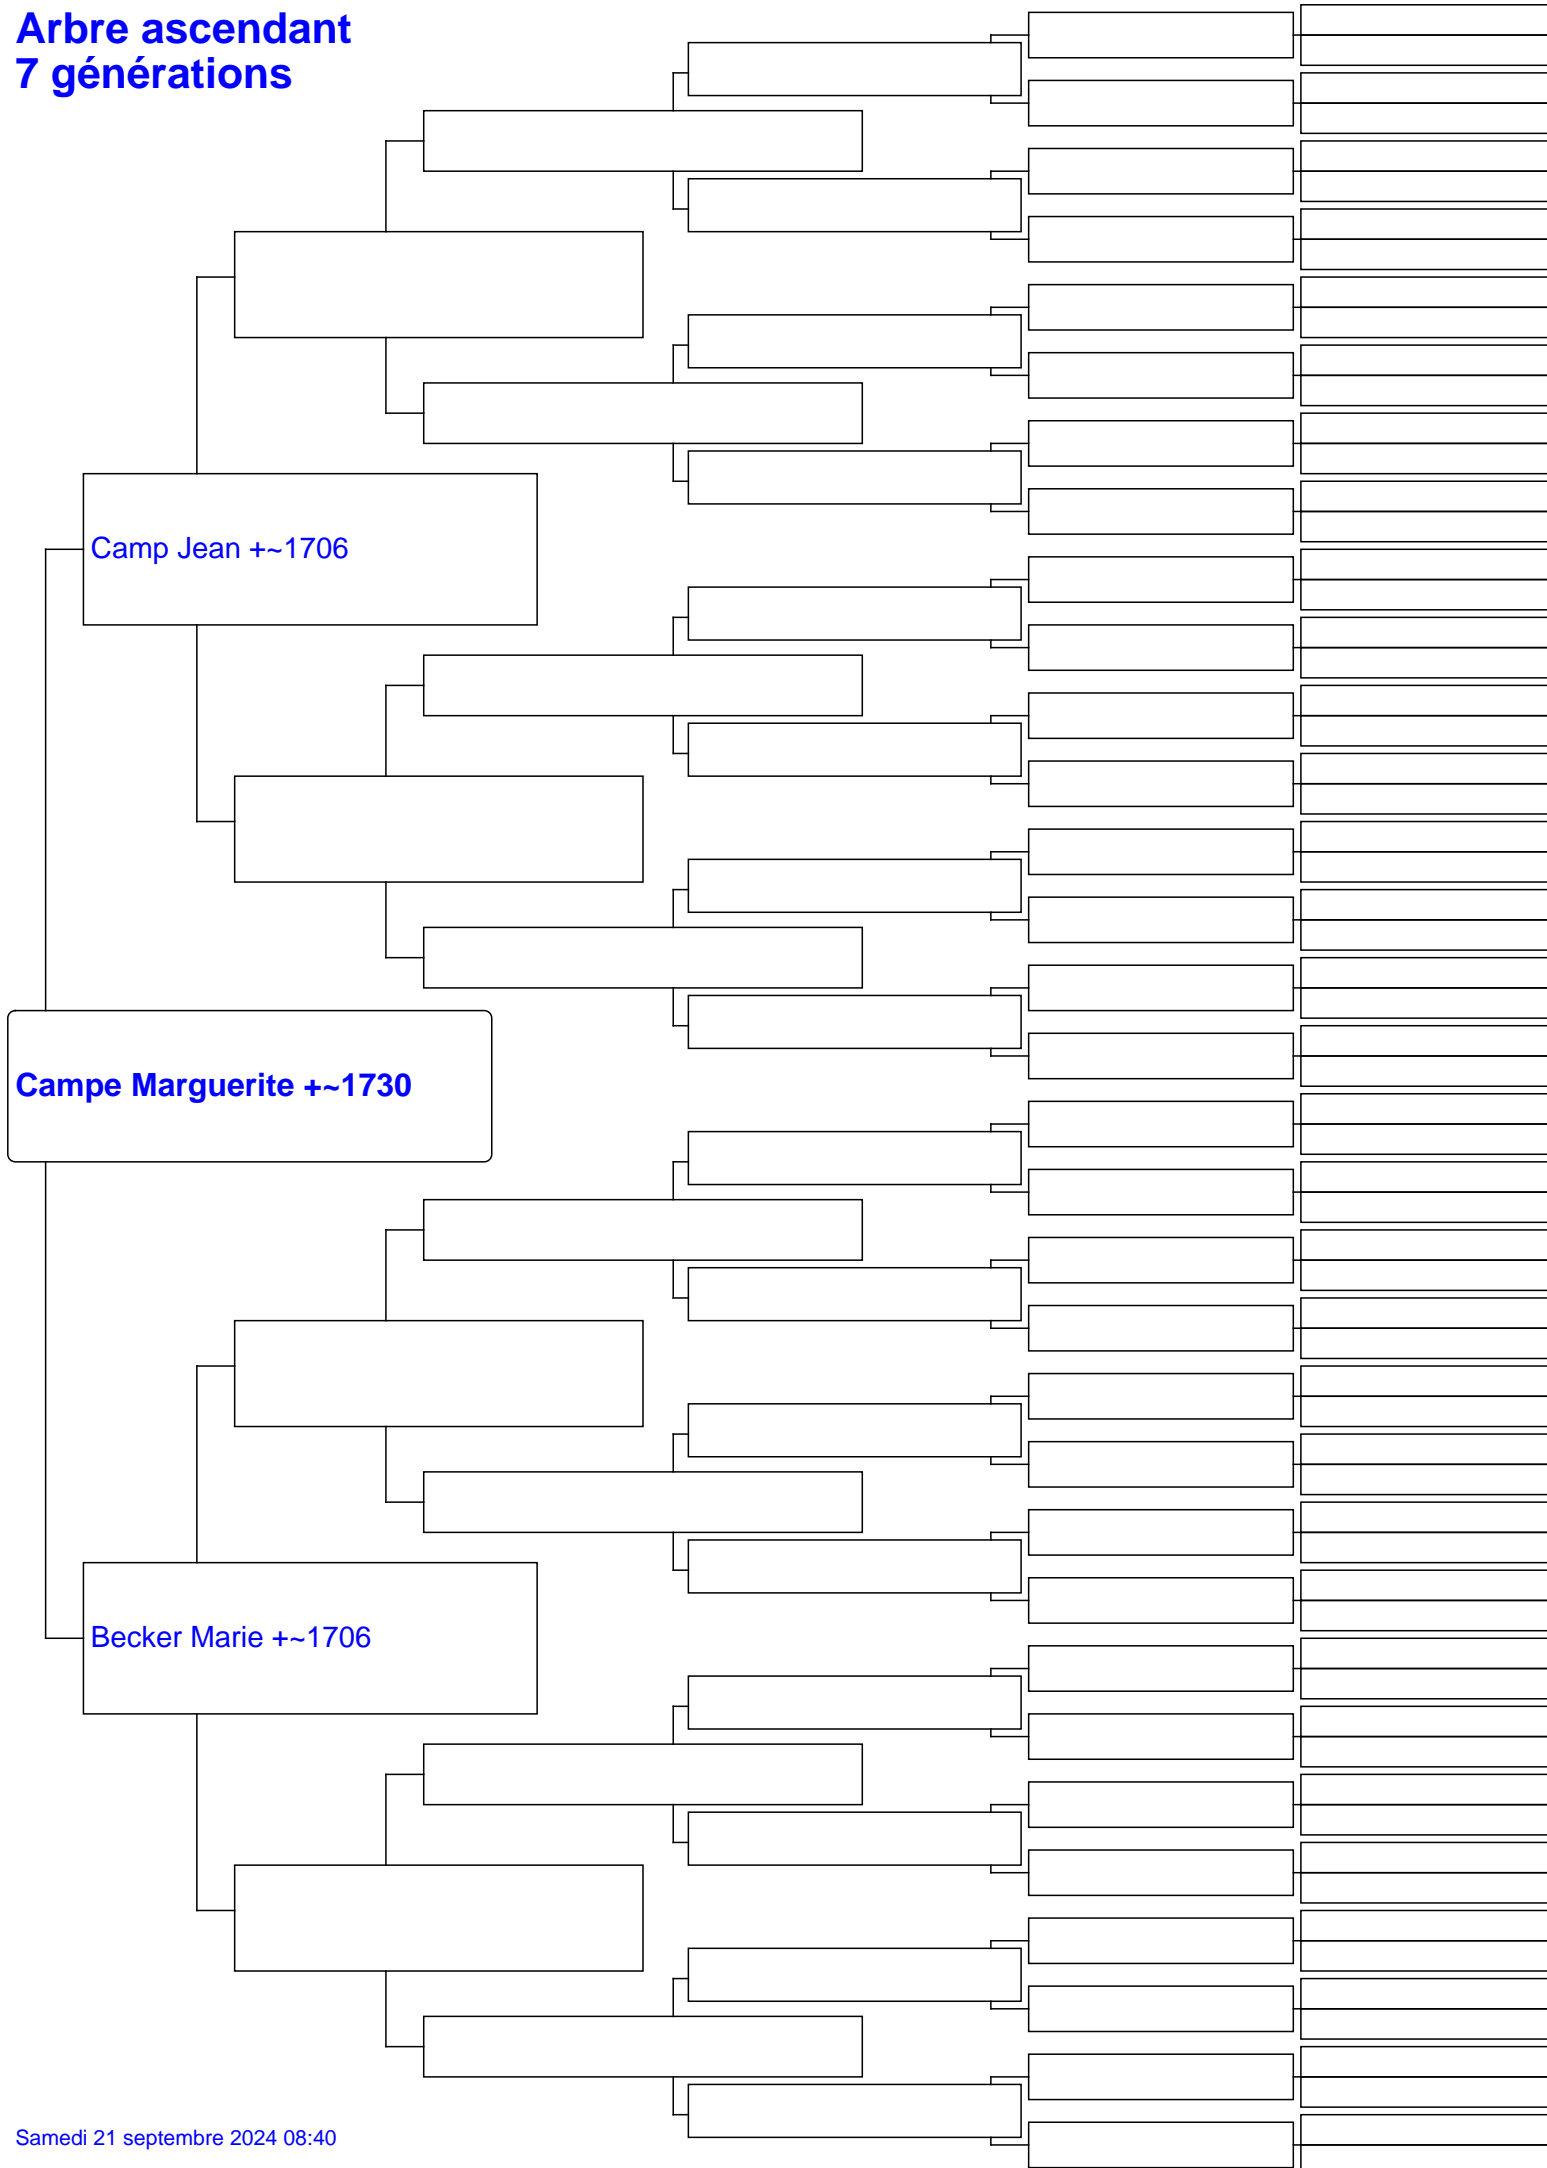 Arbre ascendant
7 générations
Camp Jean +~1706
Campe Marguerite +~1730
Becker Marie +~1706
Samedi 21 septembre 2024 08:40